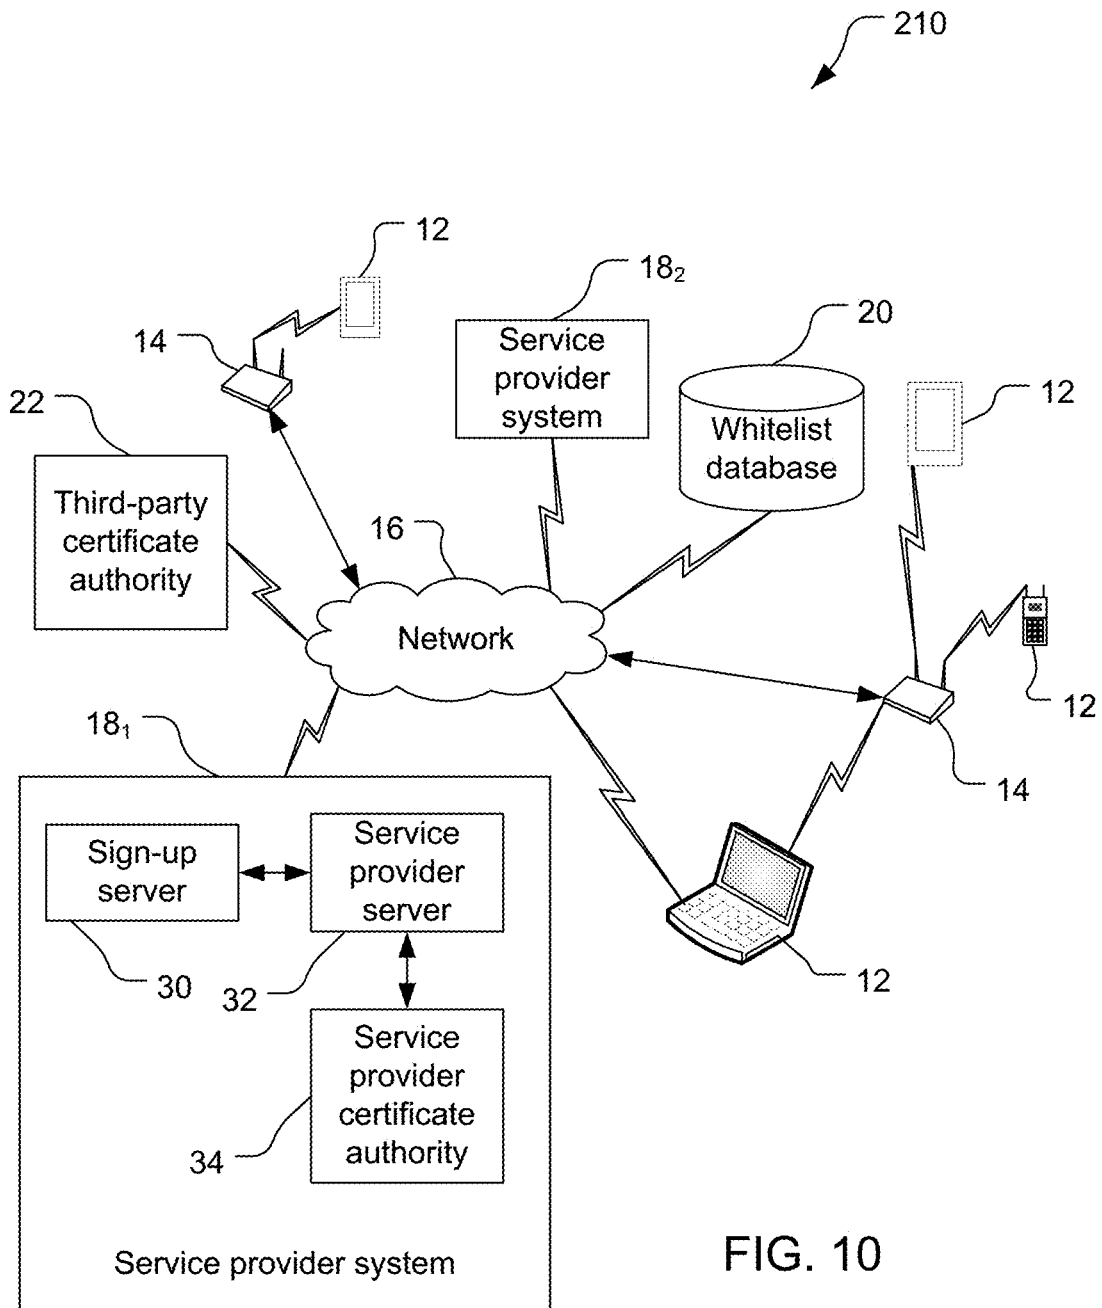 210
12
18₂
14
Service
provider
system
20
22
Whitelist
database
12
Third-party
certificate
authority
16
Network
12
18₁
14
Sign-up
server
Service
provider
server
30
32
12
Service
provider
certificate
authority
34
Service provider system
FIG. 10